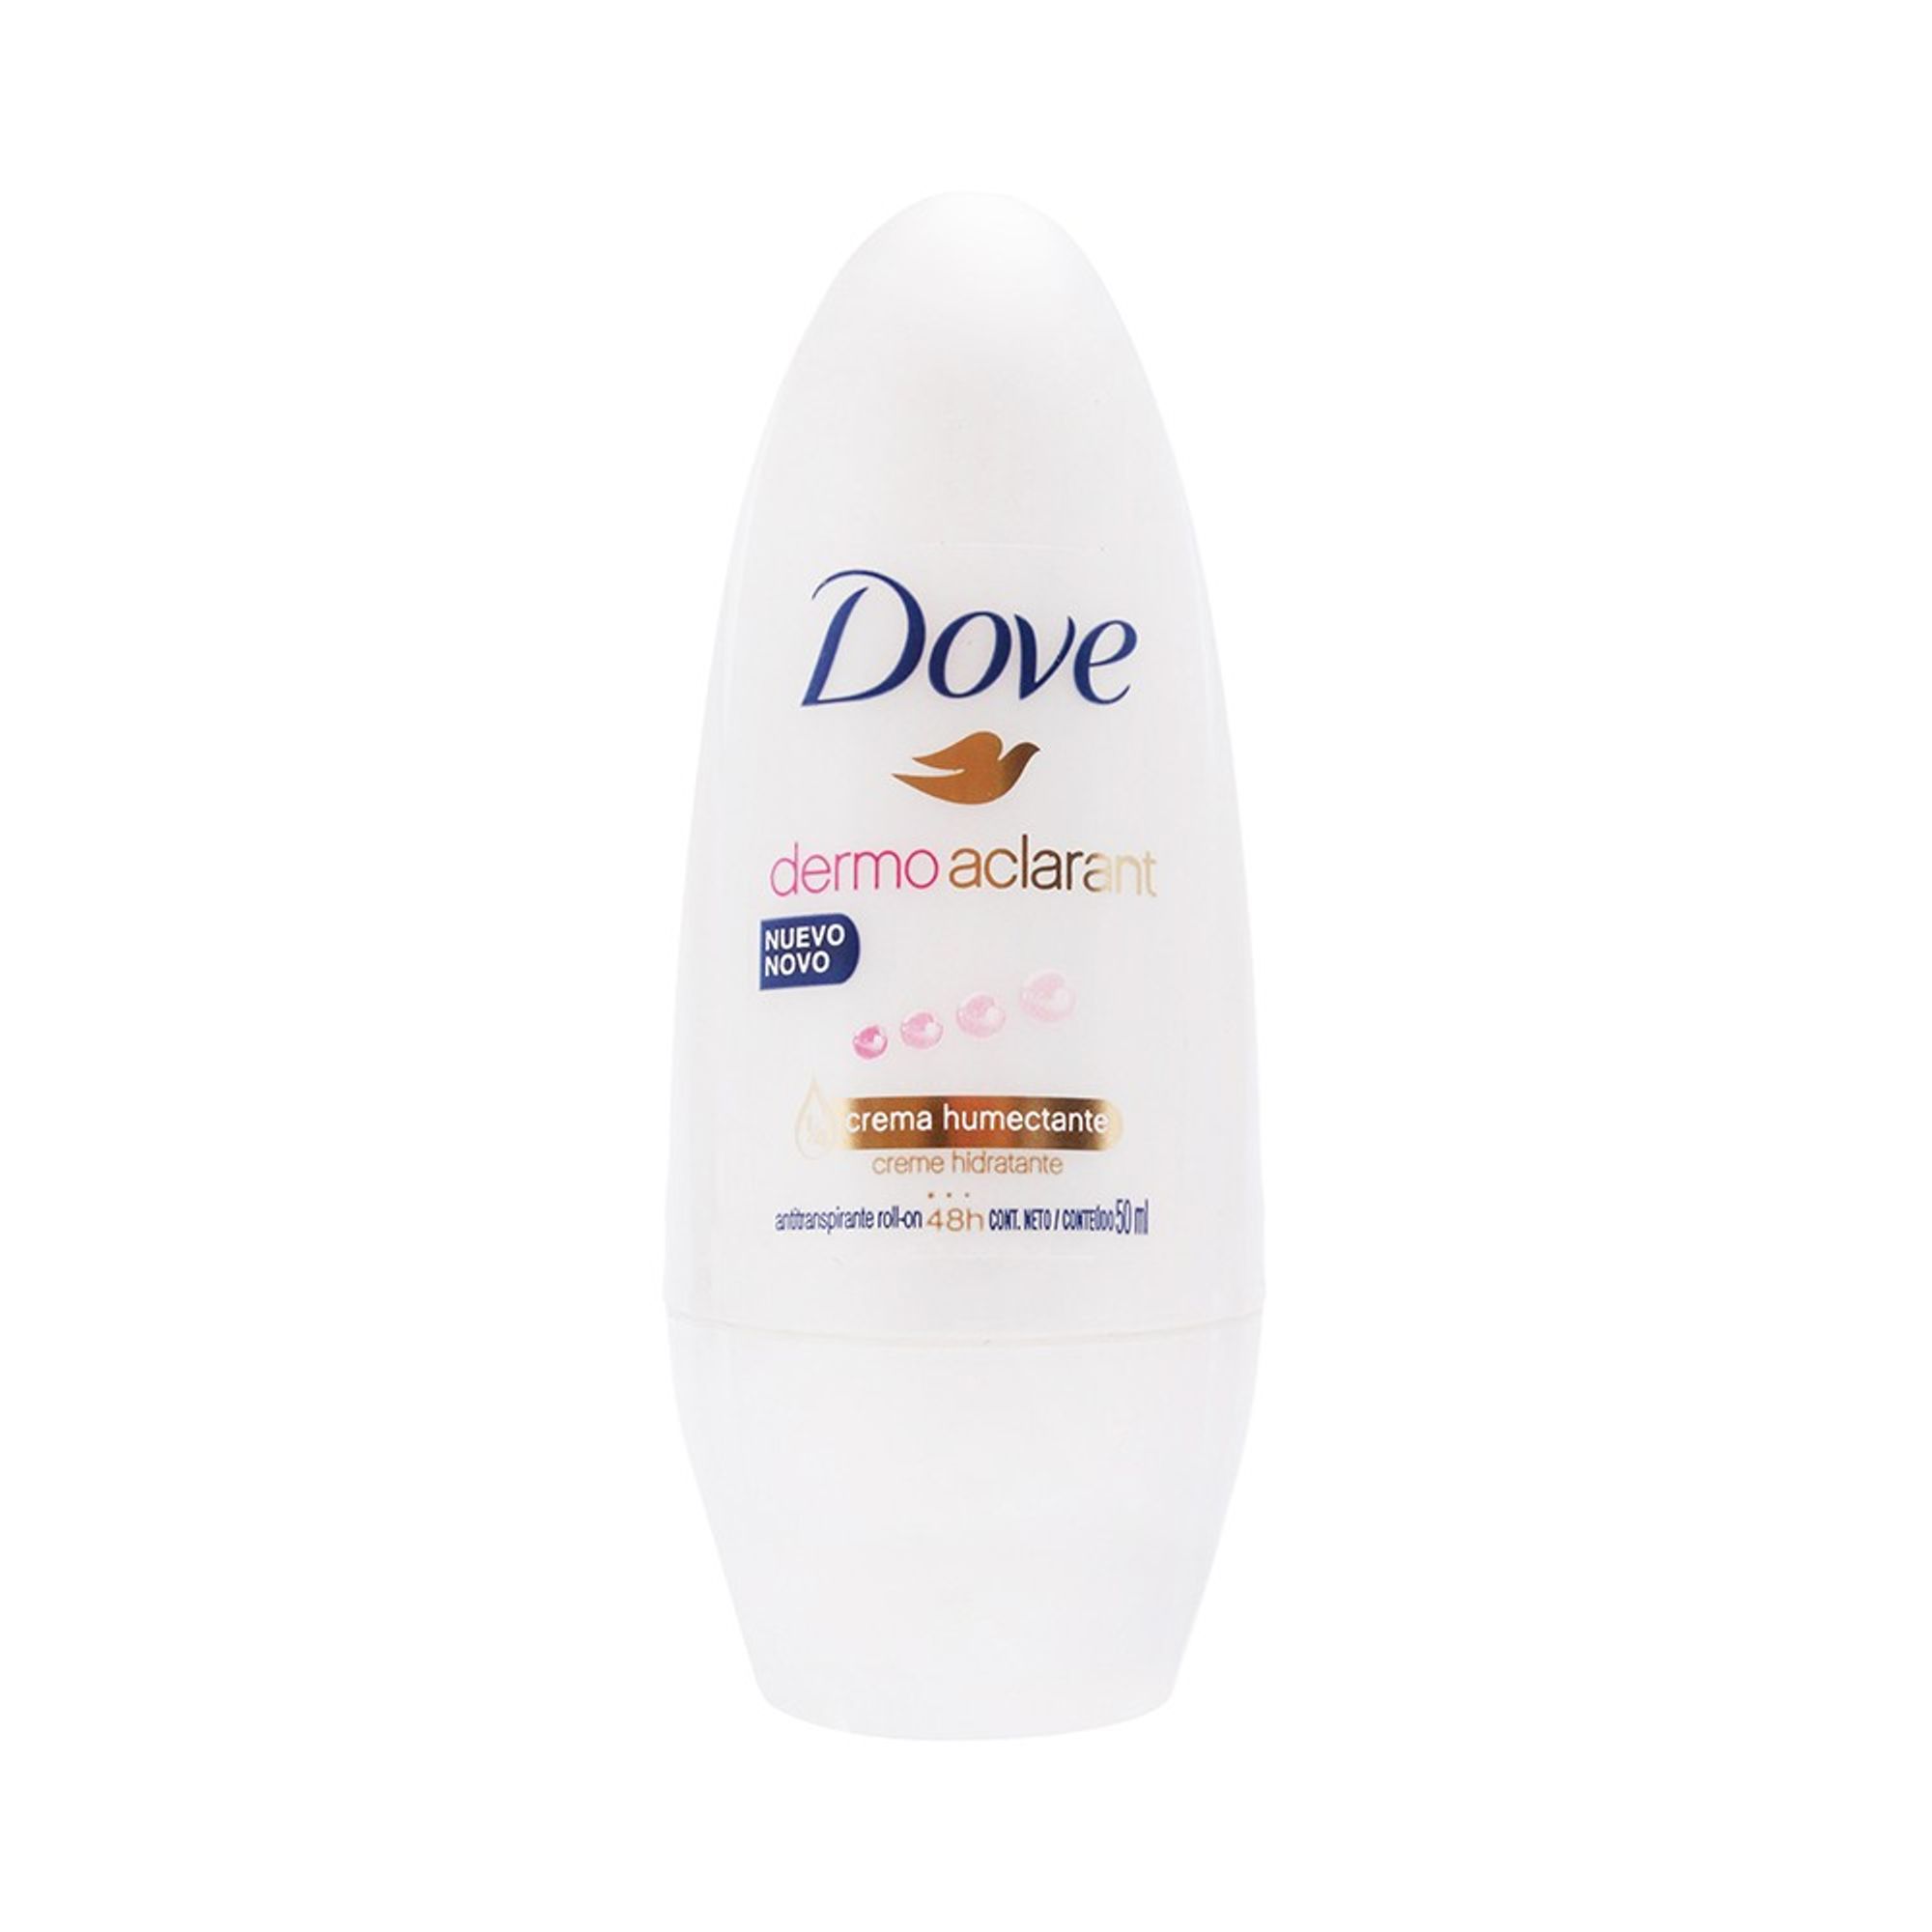 Dove
dermo aclarant
NUEVO
NOVO
crema humectante
creme hidratante
antitranspirante roll-on 48h CONT. NETO / CONTEÚDO 50 ml